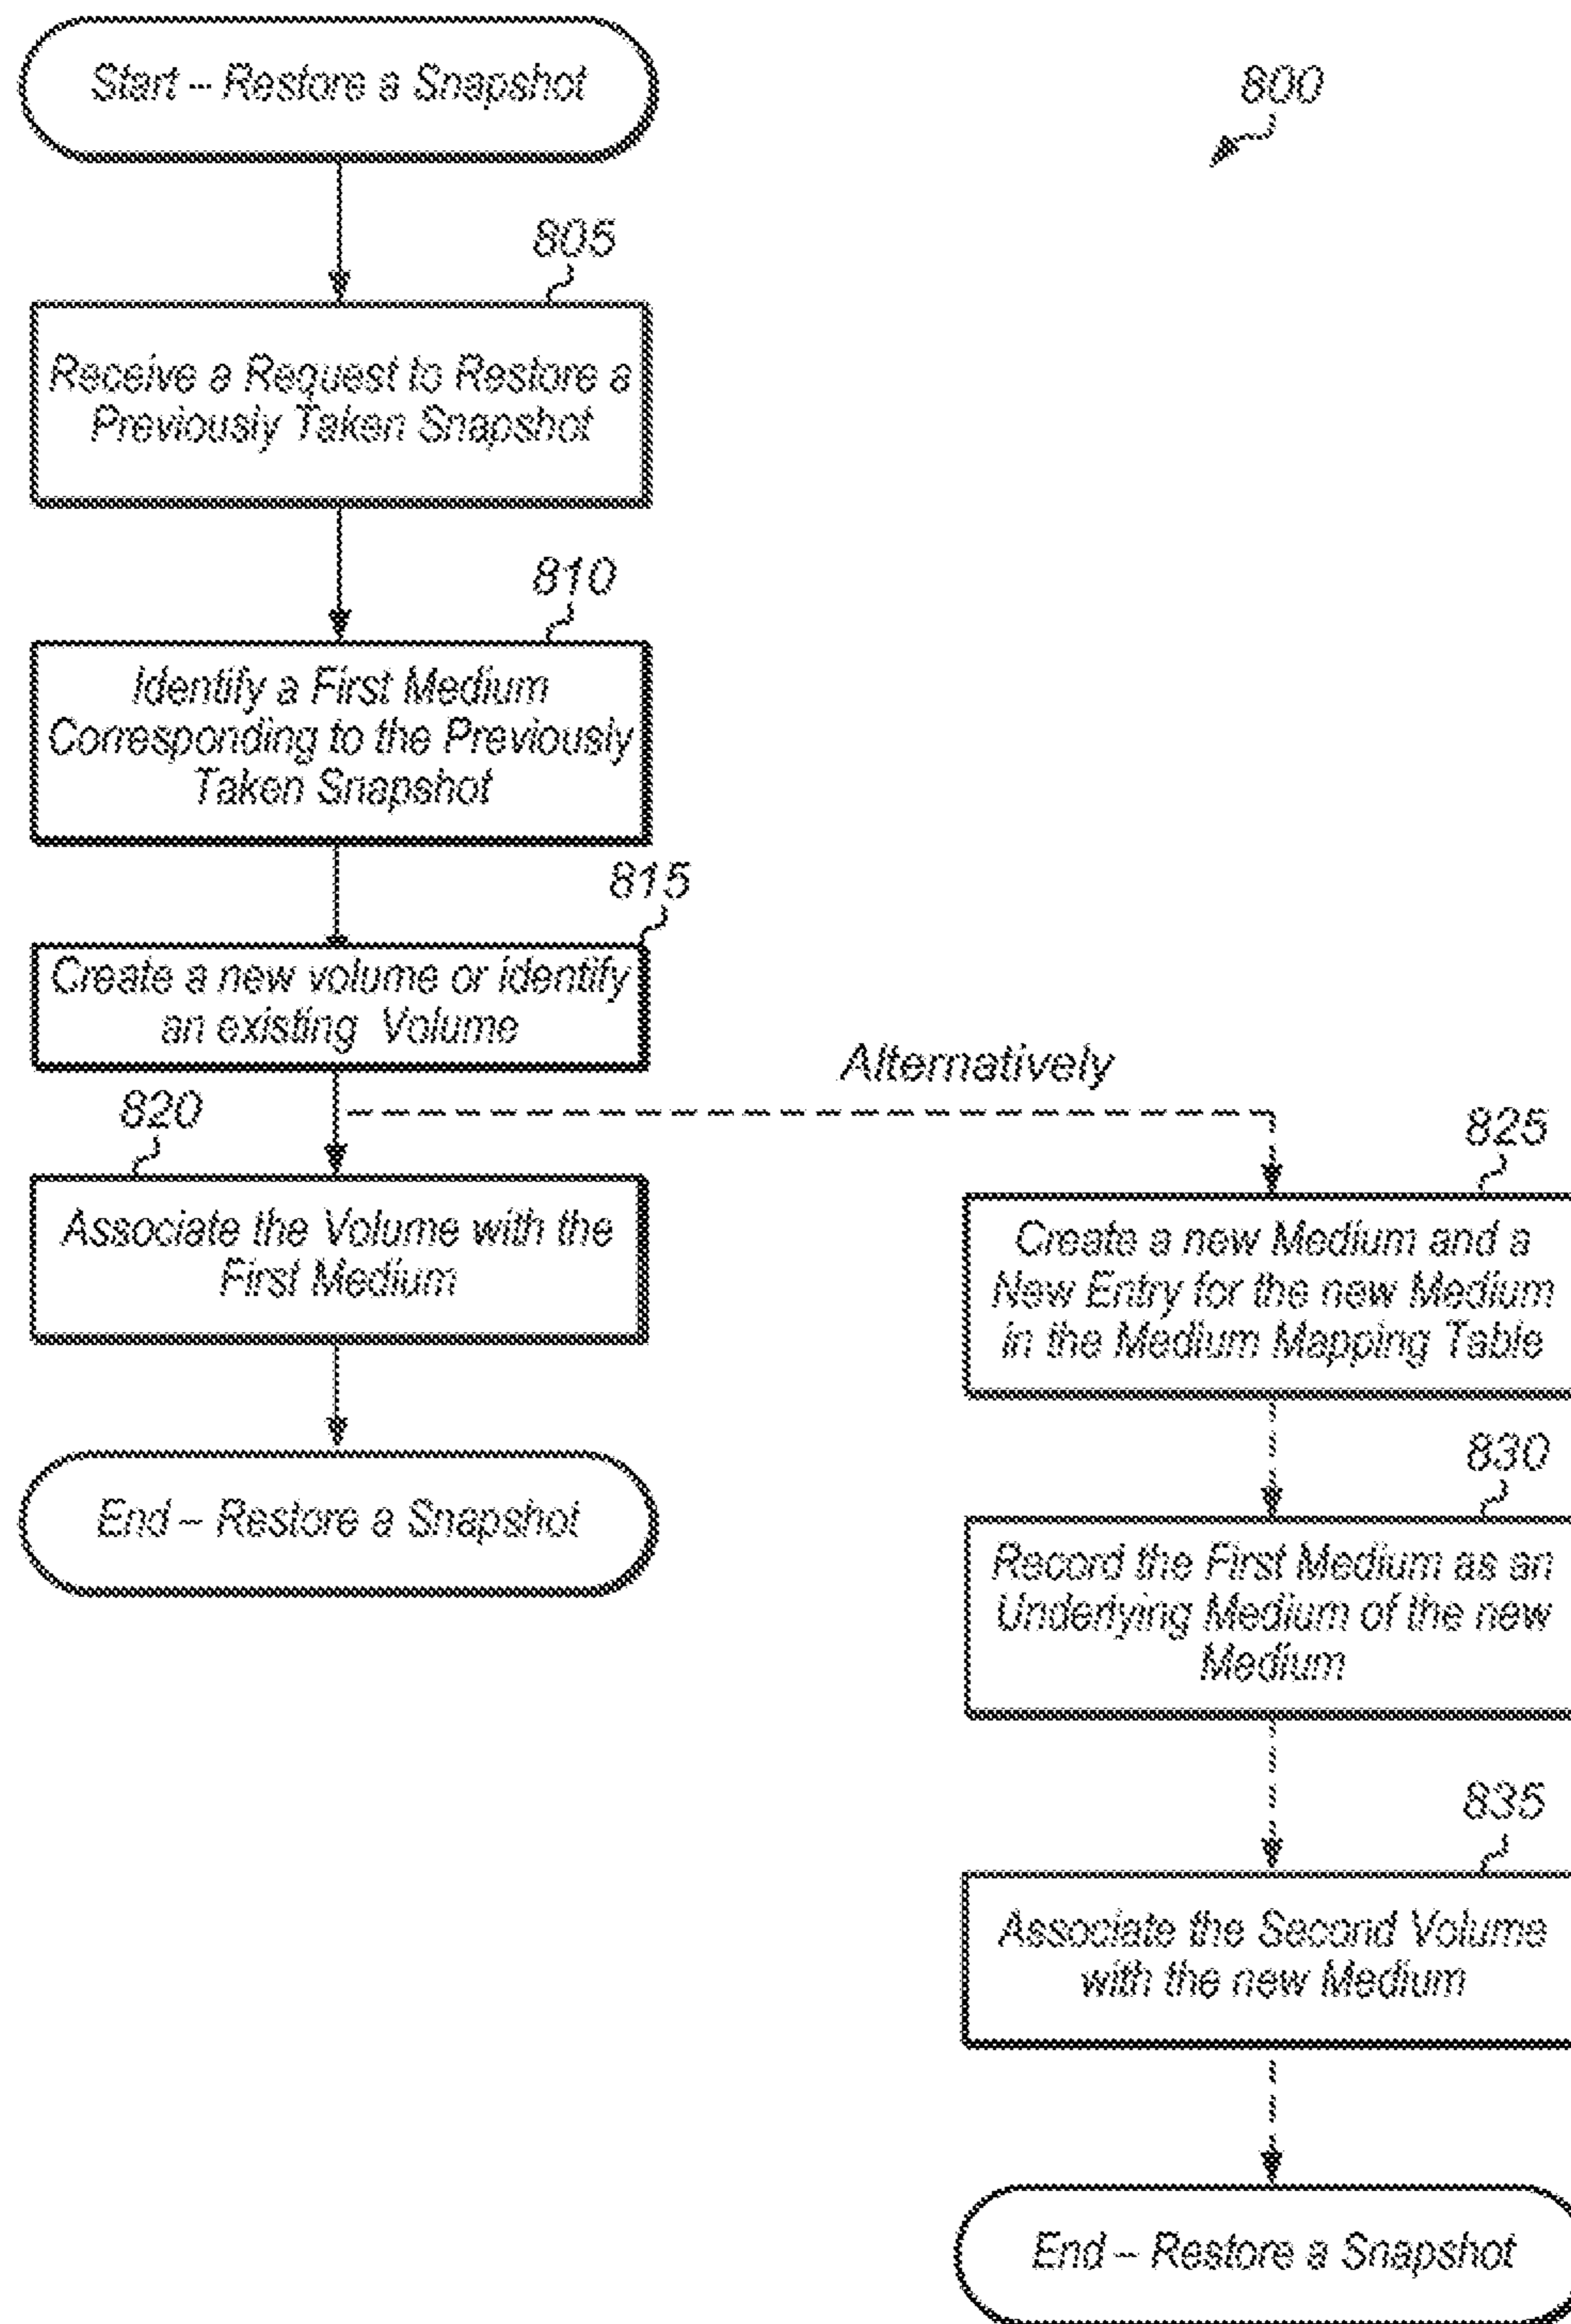 Start – Restore a Snapshot
800
805
Receive a Request to Restore a
Previously Taken Snapshot
810
Identify a First Medium
Corresponding to the Previously
Taken Snapshot
815
Create a new volume or identify
an existing Volume
Alternatively
820
Associate the Volume with the
First Medium
End – Restore a Snapshot
825
Create a new Medium and a
New Entry for the new Medium
in the Medium Mapping Table
830
Record the First Medium as an
Underlying Medium of the new
Medium
835
Associate the Second Volume
with the new Medium
End – Restore a Snapshot